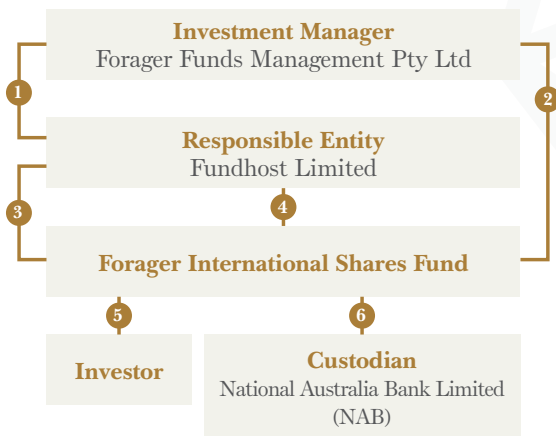 Investment Manager
Forager Funds Management Pty Ltd
1
2
Responsible Entity
Fundhost Limited
3
4
Forager International Shares Fund
5
6
Investor
Custodian
National Australia Bank Limited
(NAB)